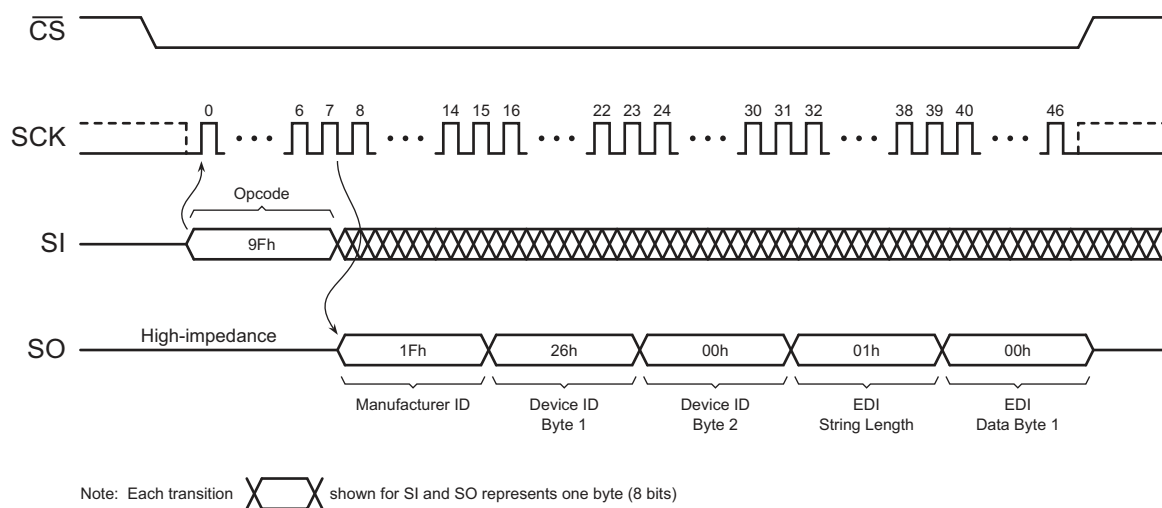 CS
SCK
0 6 7 8 14 15 16 22 23 24 30 31 32 38 39 40 46
Opcode
SI
9Fh
High-impedance
SO
1Fh 26h 00h 01h 00h
Manufacturer ID Device ID Device ID EDI EDI
Byte 1 Byte 2 String Length Data Byte 1
Note: Each transition shown for SI and SO represents one byte (8 bits)